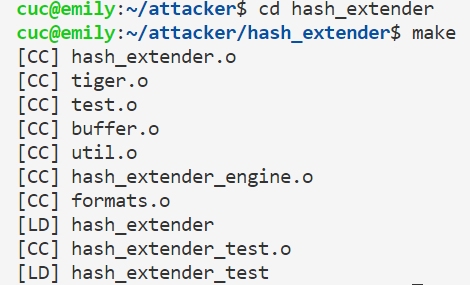 cuc@emily:~/attacker$ cd hash_extender
cuc@emily:~/attacker/hash_extender$ make
[CC] hash_extender.o
[CC] tiger.o
[CC] test.o
[CC] buffer.o
[CC] util.o
[CC] hash_extender_engine.o
[CC] formats.o
[LD] hash_extender
[CC] hash_extender_test.o
[LD] hash_extender_test